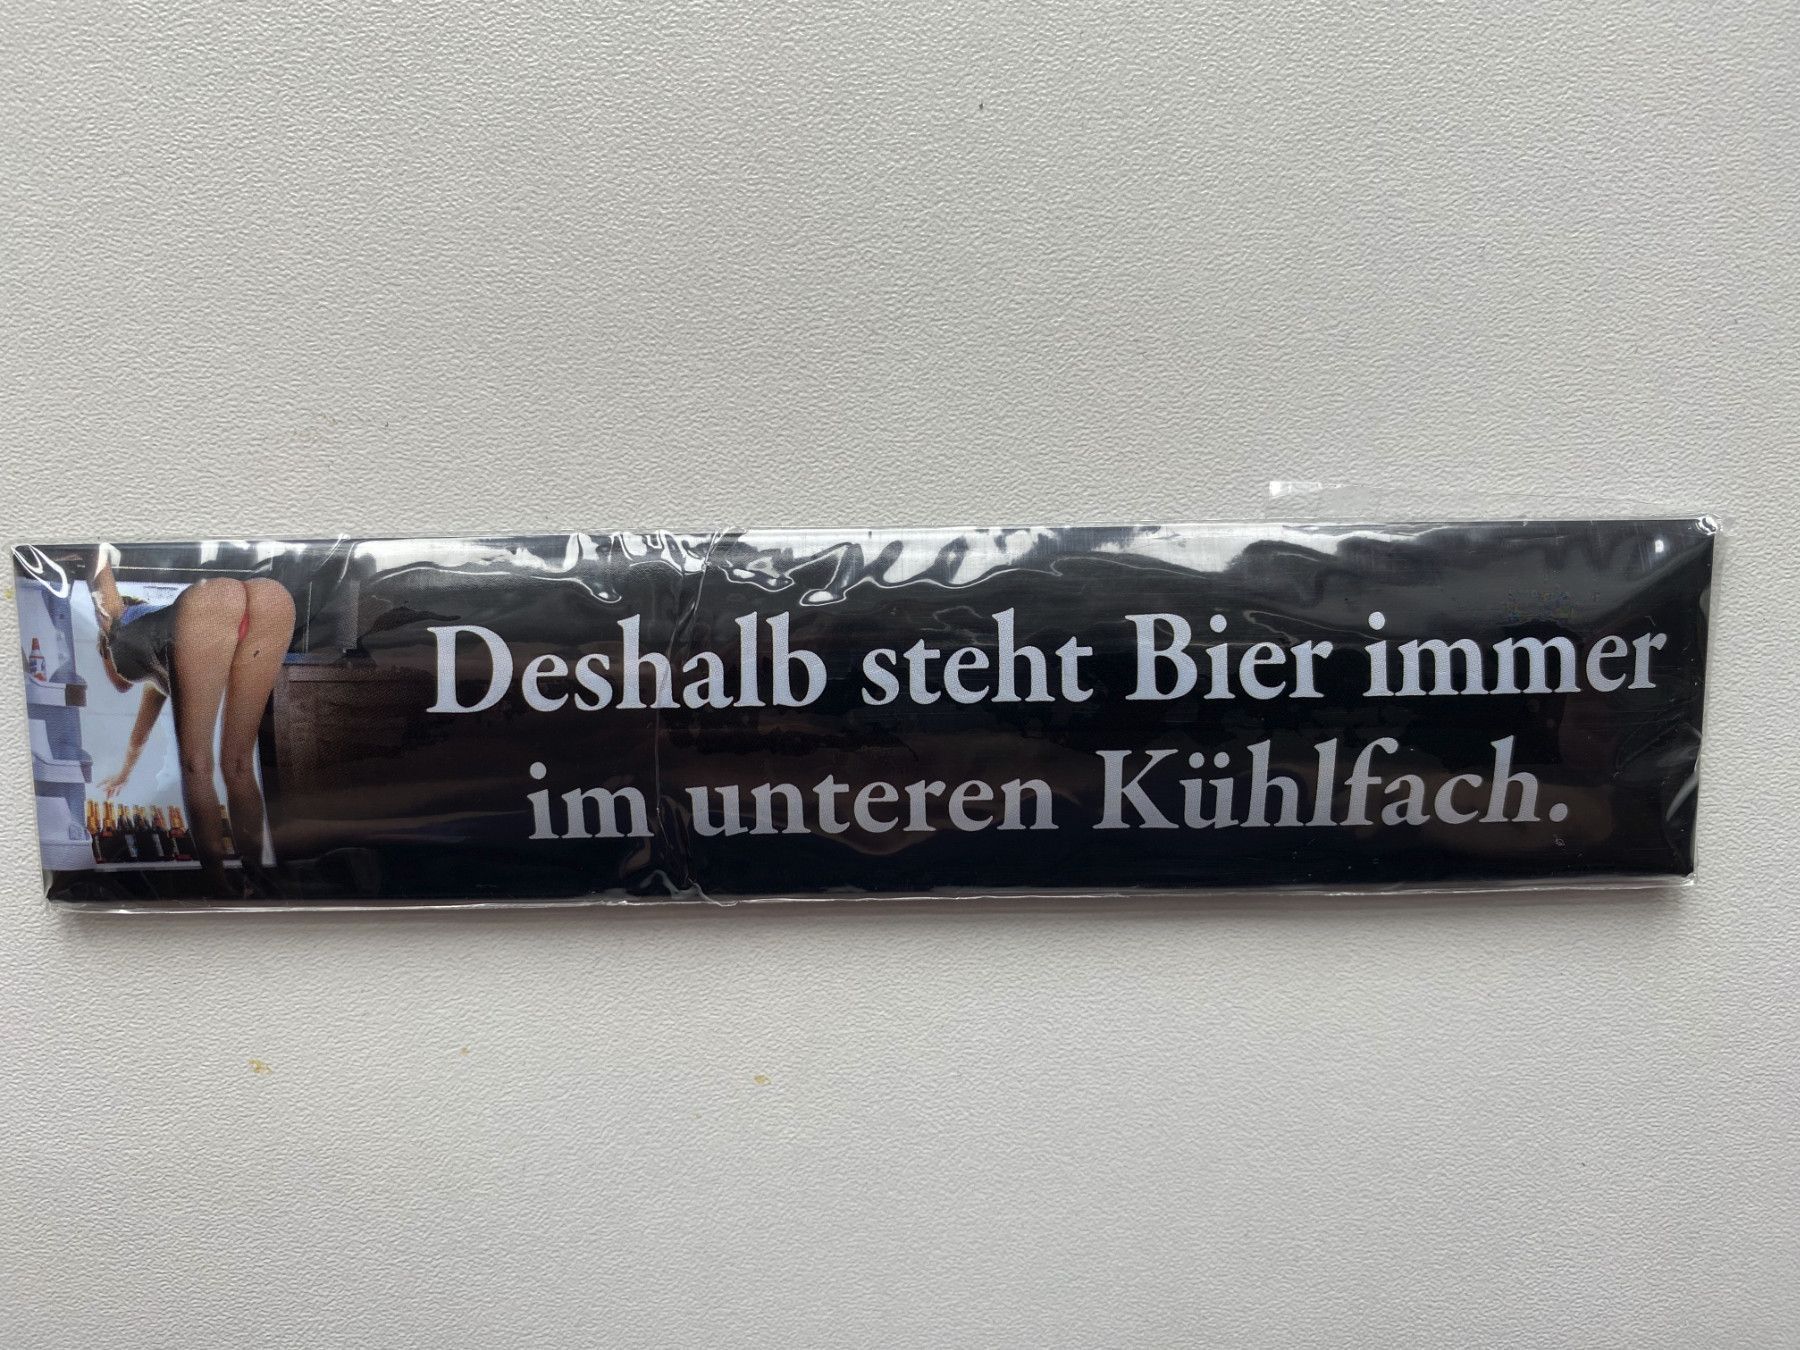 Deshalb steht Bier immer
im unteren Kühlfach.